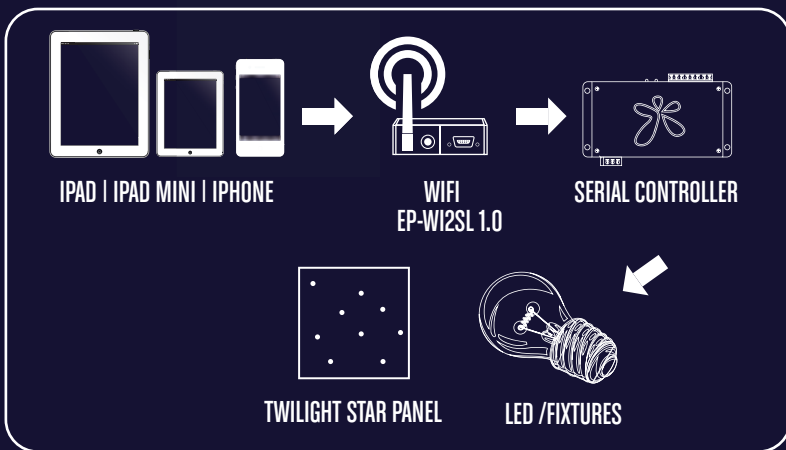 IPAD | IPAD MINI | IPHONE
WIFI
EP-WI2SL 1.0
SERIAL CONTROLLER
TWILIGHT STAR PANEL
LED /FIXTURES